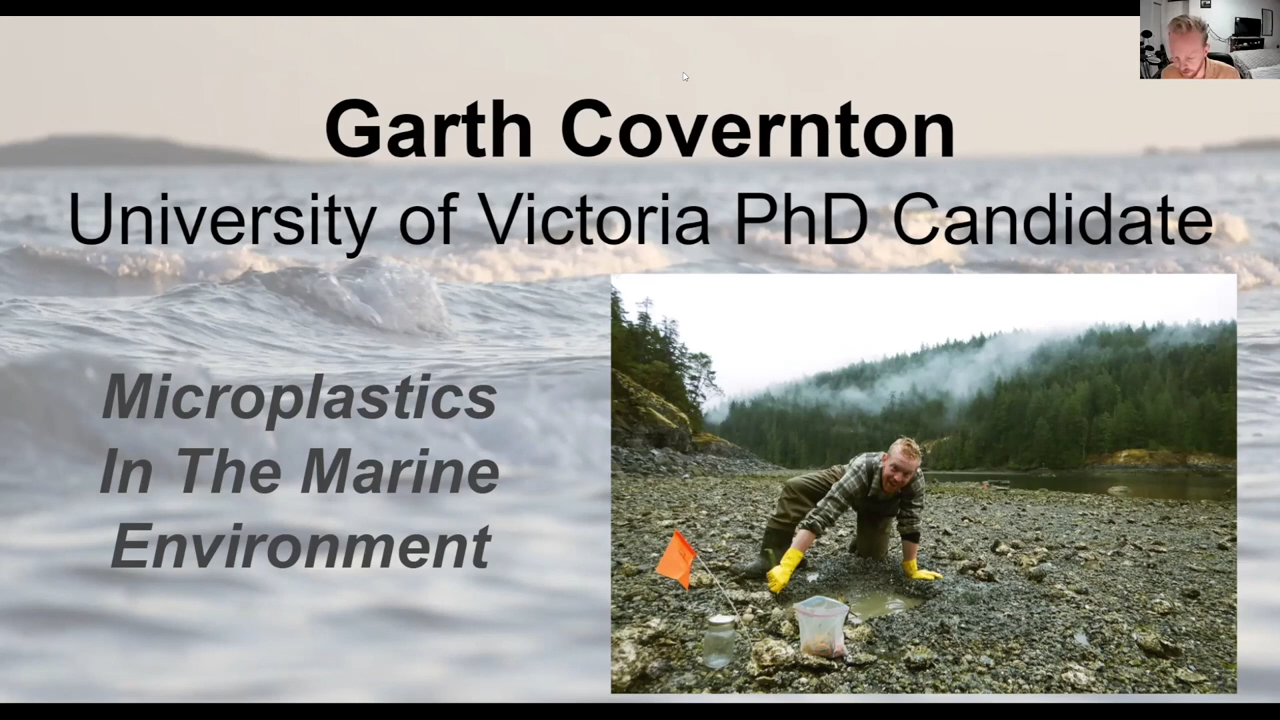 Garth Covernton
University of Victoria PhD Candidate
Microplastics
In The Marine
Environment